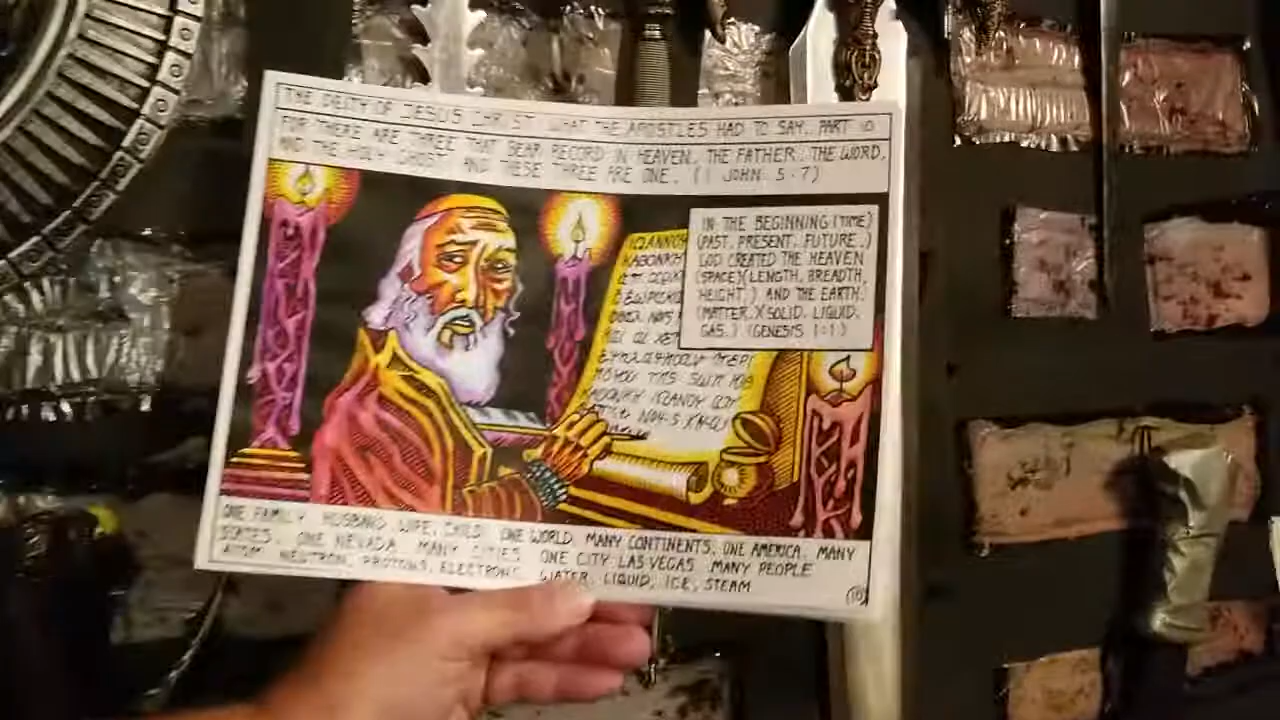 THE DEITY OF JESUS CHRIST. WHAT THE APOSTLES HAD TO SAY. PART 10
FOR THERE ARE THREE THAT BEAR RECORD IN HEAVEN, THE FATHER, THE WORD,
AND THE HOLY GHOST: AND THESE THREE ARE ONE. (1 JOHN 5:7)
IN THE BEGINNING (TIME)
(PAST, PRESENT, FUTURE.)
GOD CREATED THE HEAVEN
(SPACE)(LENGTH, BREADTH,
HEIGHT,) AND THE EARTH.
(MATTER.)(SOLID, LIQUID,
GAS.) (GENESIS 1:1)
ONE FAMILY. HUSBAND, WIFE, CHILD. ONE WORLD, MANY CONTINENTS, ONE AMERICA, MANY
STATES. ONE NEVADA. MANY CITIES. ONE CITY: LAS VEGAS. MANY PEOPLE
ATOM. NEUTRON, PROTONS, ELECTRONS. WATER, LIQUID, ICE, STEAM